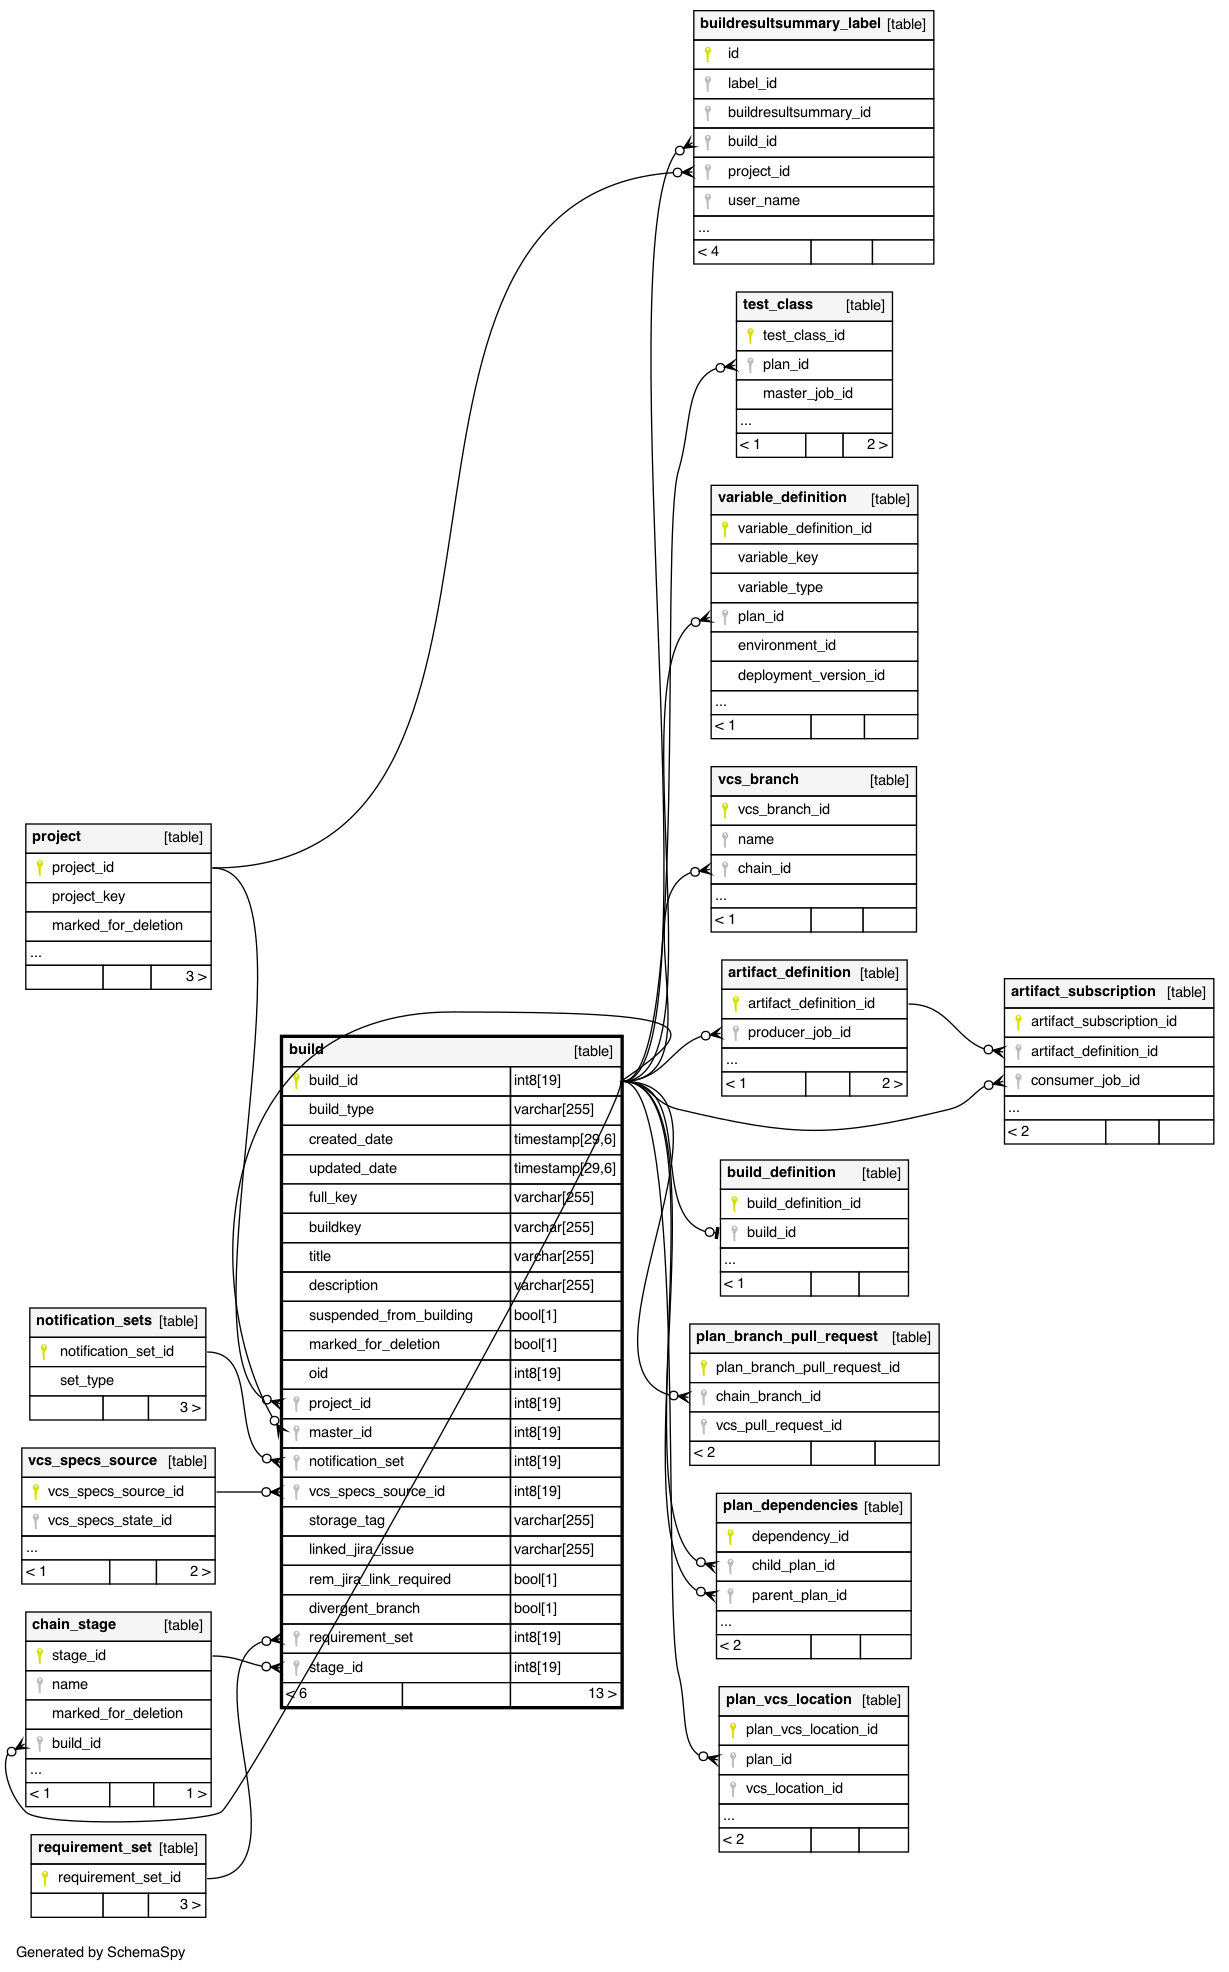 buildresultsummary_label [table]
id
label_id
buildresultsummary_id
build_id
project_id
user_name
...
< 4
test_class [table]
test_class_id
plan_id
master_job_id
...
< 1 2 >
variable_definition [table]
variable_definition_id
variable_key
variable_type
plan_id
environment_id
deployment_version_id
...
< 1
vcs_branch [table]
vcs_branch_id
name
chain_id
...
< 1
project [table]
project_id
project_key
marked_for_deletion
...
3 >
artifact_definition [table]
artifact_definition_id
producer_job_id
...
< 1 2 >
artifact_subscription [table]
artifact_subscription_id
artifact_definition_id
consumer_job_id
...
< 2
build [table]
build_id int8[19]
build_type varchar[255]
created_date timestamp[29,6]
updated_date timestamp[29,6]
full_key varchar[255]
buildkey varchar[255]
title varchar[255]
description varchar[255]
suspended_from_building bool[1]
marked_for_deletion bool[1]
oid int8[19]
project_id int8[19]
master_id int8[19]
notification_set int8[19]
vcs_specs_source_id int8[19]
storage_tag varchar[255]
linked_jira_issue varchar[255]
rem_jira_link_required bool[1]
divergent_branch bool[1]
requirement_set int8[19]
stage_id int8[19]
< 6 13 >
build_definition [table]
build_definition_id
build_id
...
< 1
notification_sets [table]
notification_set_id
set_type
3 >
plan_branch_pull_request [table]
plan_branch_pull_request_id
chain_branch_id
vcs_pull_request_id
< 2
vcs_specs_source [table]
vcs_specs_source_id
vcs_specs_state_id
...
< 1 2 >
plan_dependencies [table]
dependency_id
child_plan_id
parent_plan_id
...
< 2
chain_stage [table]
stage_id
name
marked_for_deletion
build_id
...
< 1 1 >
plan_vcs_location [table]
plan_vcs_location_id
plan_id
vcs_location_id
...
< 2
requirement_set [table]
requirement_set_id
3 >
Generated by SchemaSpy